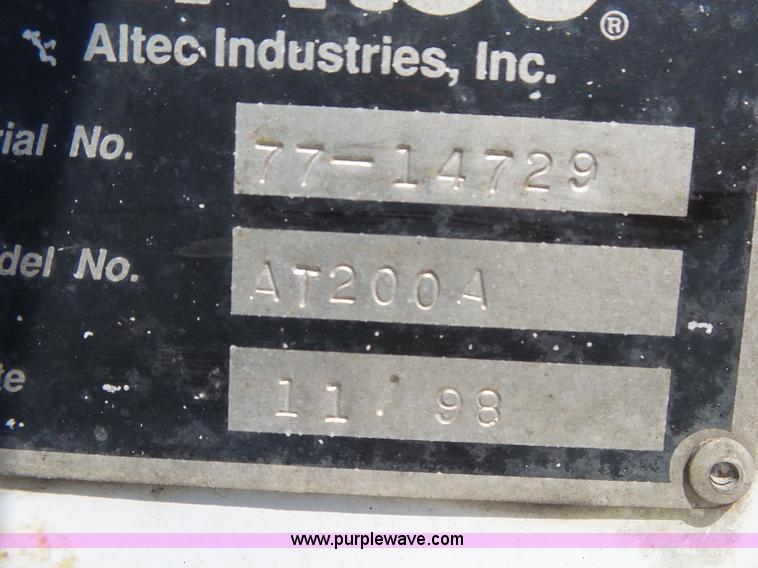 ®
Altec Industries, Inc.
rial No. 77-14729
del No. AT200A
te 11/98
www.purplewave.com